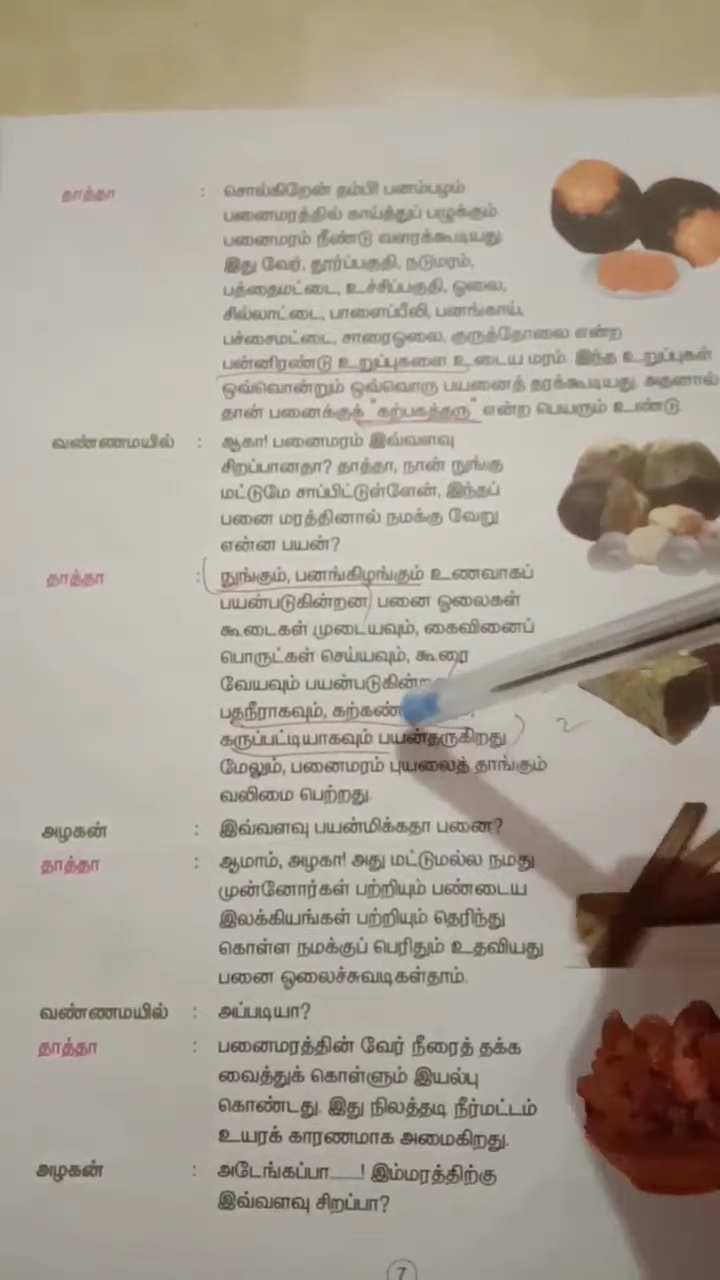 தாத்தா : சொல்கிறேன் தம்பி! பனம்பழம்
பனைமரத்தில் காய்த்துப் பழுக்கும்.
பனைமரம் நீண்டு வளரக்கூடியது.
இது வேர், தூர்ப்பகுதி, நடுமரம்,
பத்தைமட்டை, உச்சிப்பகுதி, ஓலை,
சில்லாட்டை, பாளைப்பீலி, பனங்காய்,
பச்சைமட்டை, சாரைஓலை, குருத்தோலை என்ற
பன்னிரண்டு உறுப்புகளை உடைய மரம். இந்த உறுப்புகள்
ஒவ்வொன்றும் ஒவ்வொரு பயனைத் தரக்கூடியது. அதனால்
தான் பனைக்குக் "கற்பகத்தரு" என்ற பெயரும் உண்டு.
வண்ணமயில் : ஆகா! பனைமரம் இவ்வளவு
சிறப்பானதா? தாத்தா, நான் நுங்கு
மட்டுமே சாப்பிட்டுள்ளேன், இந்தப்
பனை மரத்தினால் நமக்கு வேறு
என்ன பயன்?
தாத்தா : நுங்கும், பனங்கிழங்கும் உணவாகப்
பயன்படுகின்றன. பனை ஓலைகள்
கூடைகள் முடையவும், கைவினைப்
பொருட்கள் செய்யவும், கூரை
வேயவும்
பதநீராகவும்,
கருப்பட்டியாகவும் பயன்தருகிறது. 2
மேலும், பனைமரம் புயலைத் தாங்கும்
வலிமை பெற்றது.
அழகன் : இவ்வளவு பயன்மிக்கதா பனை?
தாத்தா : ஆமாம், அழகா! அது மட்டுமல்ல நமது
முன்னோர்கள் பற்றியும் பண்டைய
இலக்கியங்கள் பற்றியும் தெரிந்து
கொள்ள நமக்குப் பெரிதும் உதவியது
பனை ஓலைச்சுவடிகள்தாம்.
வண்ணமயில் : அப்படியா?
தாத்தா : பனைமரத்தின் வேர் நீரைத் தக்க
வைத்துக் கொள்ளும் இயல்பு
கொண்டது. இது நிலத்தடி நீர்மட்டம்
உயரக் காரணமாக அமைகிறது.
அழகன் : அடேங்கப்பா.....! இம்மரத்திற்கு
இவ்வளவு சிறப்பா?
7